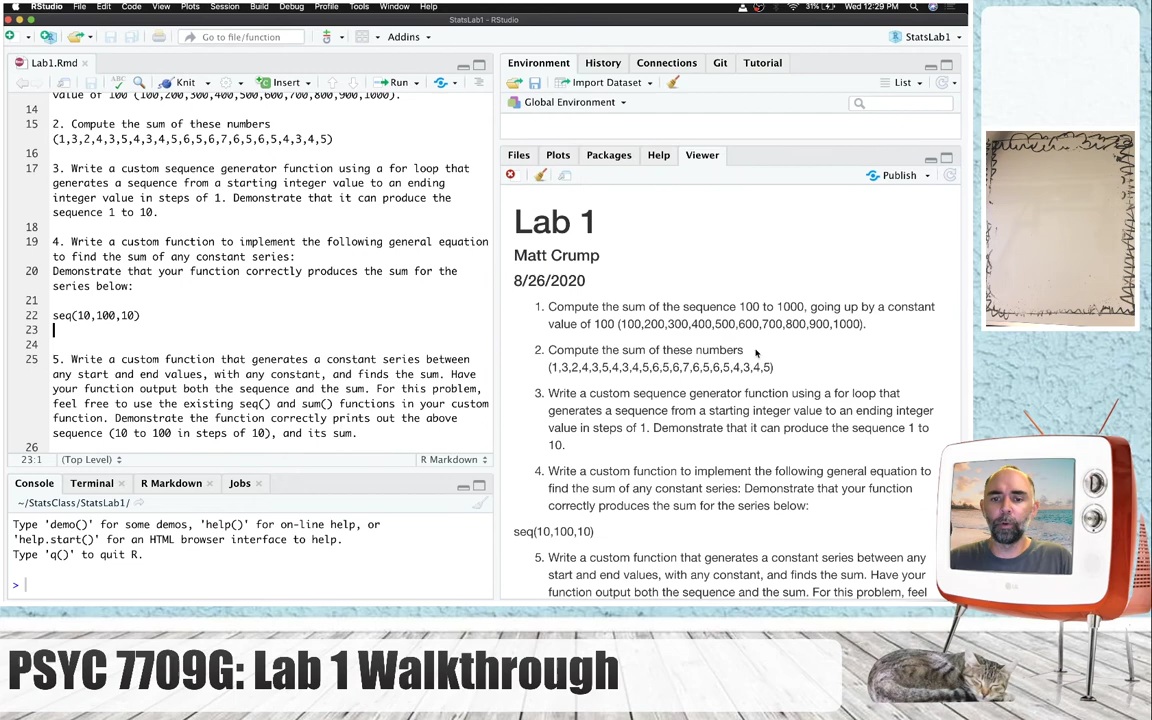 RStudio File Edit Code View Plots Session Build Debug Profile Tools Window Help 31% Wed 12:29 PM
StatsLab1 - RStudio
Go to file/function Addins StatsLab1
Lab1.Rmd
Knit Insert Run
value of 100 (100,200,300,400,500,600,700,800,900,1000).
14
15 2. Compute the sum of these numbers
(1,3,2,4,3,5,4,3,4,5,6,5,6,7,6,5,6,5,4,3,4,5)
16
17 3. Write a custom sequence generator function using a for loop that
generates a sequence from a starting integer value to an ending
integer value in steps of 1. Demonstrate that it can produce the
sequence 1 to 10.
18
19 4. Write a custom function to implement the following general equation
to find the sum of any constant series:
20 Demonstrate that your function correctly produces the sum for the
series below:
21
22 seq(10,100,10)
23
24
25 5. Write a custom function that generates a constant series between
any start and end values, with any constant, and finds the sum. Have
your function output both the sequence and the sum. For this problem,
feel free to use the existing seq() and sum() functions in your custom
function. Demonstrate the function correctly prints out the above
sequence (10 to 100 in steps of 10), and its sum.
26
23:1 (Top Level) R Markdown
Console Terminal R Markdown Jobs
~/StatsClass/StatsLab1/
Type 'demo()' for some demos, 'help()' for on-line help, or
'help.start()' for an HTML browser interface to help.
Type 'q()' to quit R.
>
Environment History Connections Git Tutorial
Import Dataset List
Global Environment
Files Plots Packages Help Viewer
Publish
Lab 1
Matt Crump
8/26/2020
1. Compute the sum of the sequence 100 to 1000, going up by a constant
value of 100 (100,200,300,400,500,600,700,800,900,1000).
2. Compute the sum of these numbers
(1,3,2,4,3,5,4,3,4,5,6,5,6,7,6,5,6,5,4,3,4,5)
3. Write a custom sequence generator function using a for loop that
generates a sequence from a starting integer value to an ending integer
value in steps of 1. Demonstrate that it can produce the sequence 1 to
10.
4. Write a custom function to implement the following general equation to
find the sum of any constant series: Demonstrate that your function
correctly produces the sum for the series below:
seq(10,100,10)
5. Write a custom function that generates a constant series between any
start and end values, with any constant, and finds the sum. Have your
function output both the sequence and the sum. For this problem, feel
LG
PSYC 7709G: Lab 1 Walkthrough